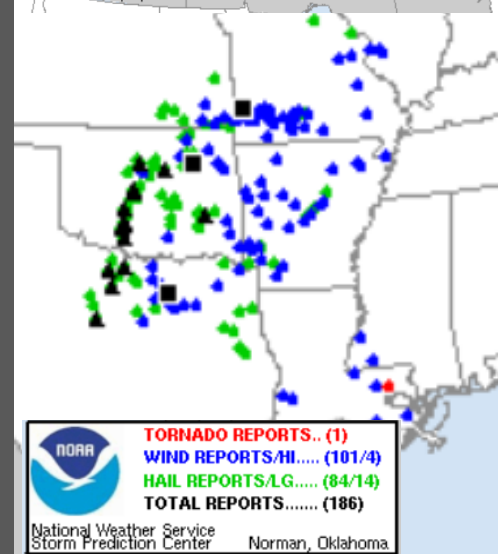 TORNADO REPORTS.. (1)
WIND REPORTS/HI..... (101/4)
HAIL REPORTS/LG..... (84/14)
TOTAL REPORTS....... (186)
NOAA
National Weather Service
Storm Prediction Center Norman, Oklahoma